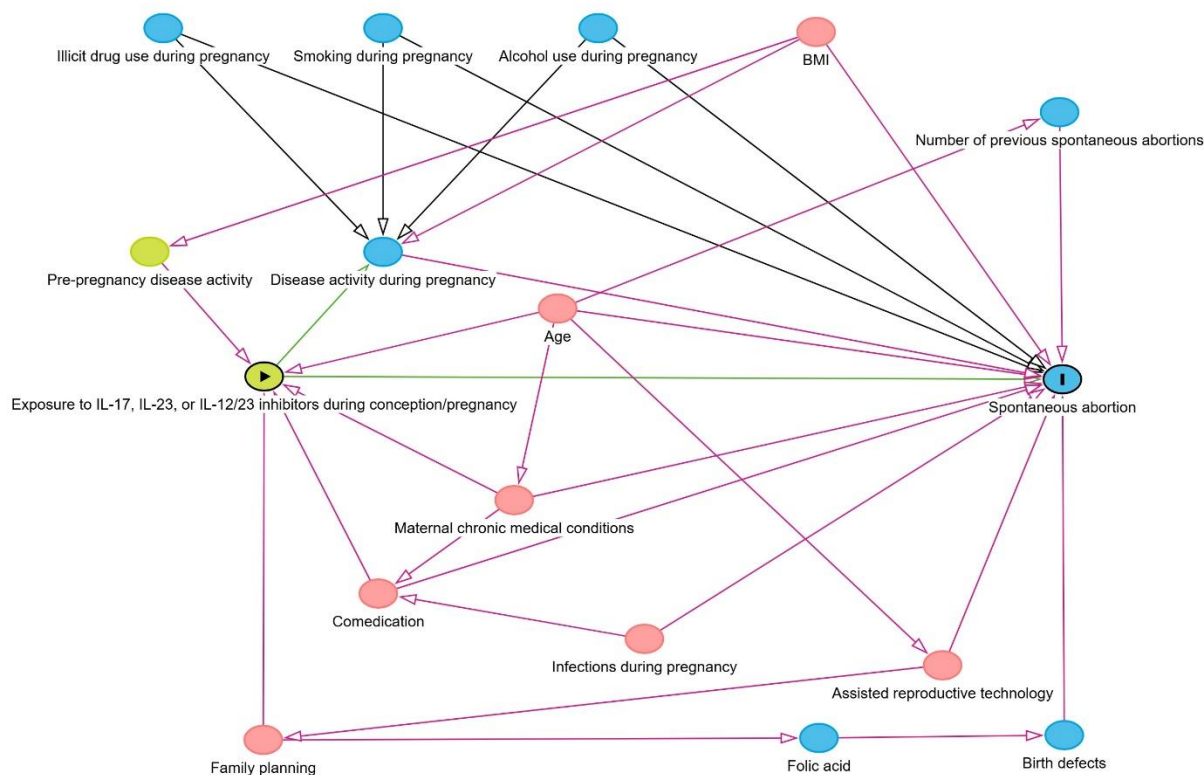 Illicit drug use during pregnancy
Smoking during pregnancy
Alcohol use during pregnancy
BMI
Number of previous spontaneous abortions
Pre-pregnancy disease activity
Disease activity during pregnancy
Age
Exposure to IL-17, IL-23, or IL-12/23 inhibitors during conception/pregnancy
Spontaneous abortion
Maternal chronic medical conditions
Comedication
Infections during pregnancy
Assisted reproductive technology
Family planning
Folic acid
Birth defects